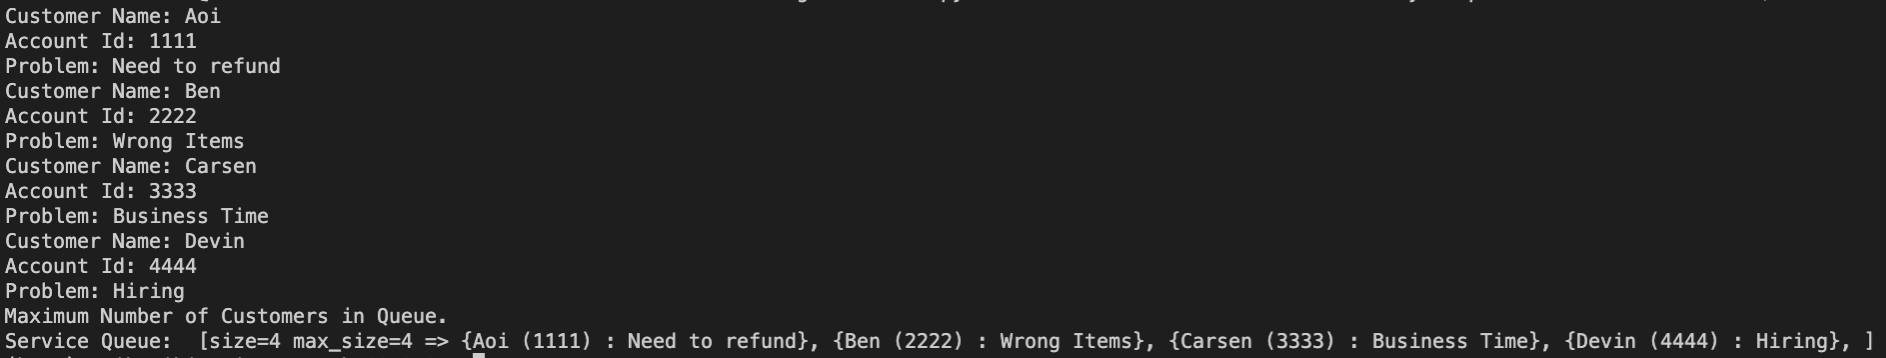 Customer Name: Aoi
Account Id: 1111
Problem: Need to refund
Customer Name: Ben
Account Id: 2222
Problem: Wrong Items
Customer Name: Carsen
Account Id: 3333
Problem: Business Time
Customer Name: Devin
Account Id: 4444
Problem: Hiring
Maximum Number of Customers in Queue.
Service Queue:  [size=4 max_size=4 => {Aoi (1111) : Need to refund}, {Ben (2222) : Wrong Items}, {Carsen (3333) : Business Time}, {Devin (4444) : Hiring}, ]